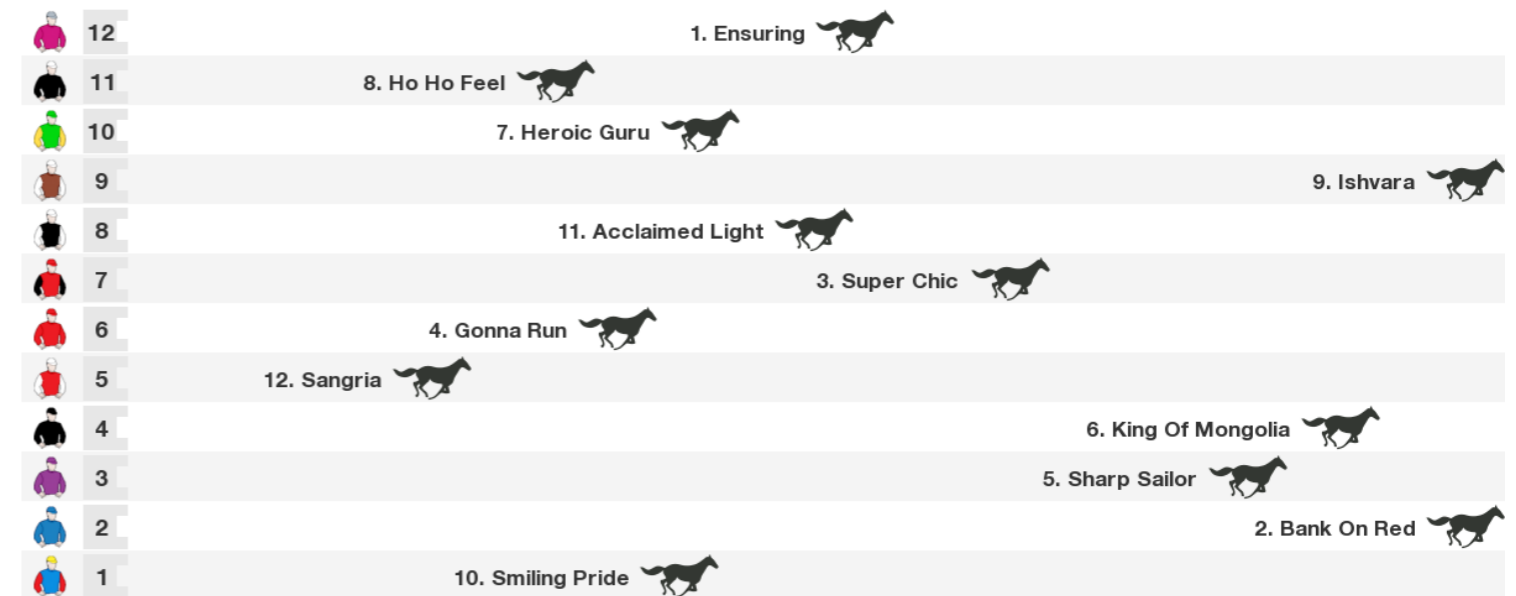 12 1. Ensuring
11 8. Ho Ho Feel
10 7. Heroic Guru
9 9. Ishvara
8 11. Acclaimed Light
7 3. Super Chic
6 4. Gonna Run
5 12. Sangria
4 6. King Of Mongolia
3 5. Sharp Sailor
2 2. Bank On Red
1 10. Smiling Pride